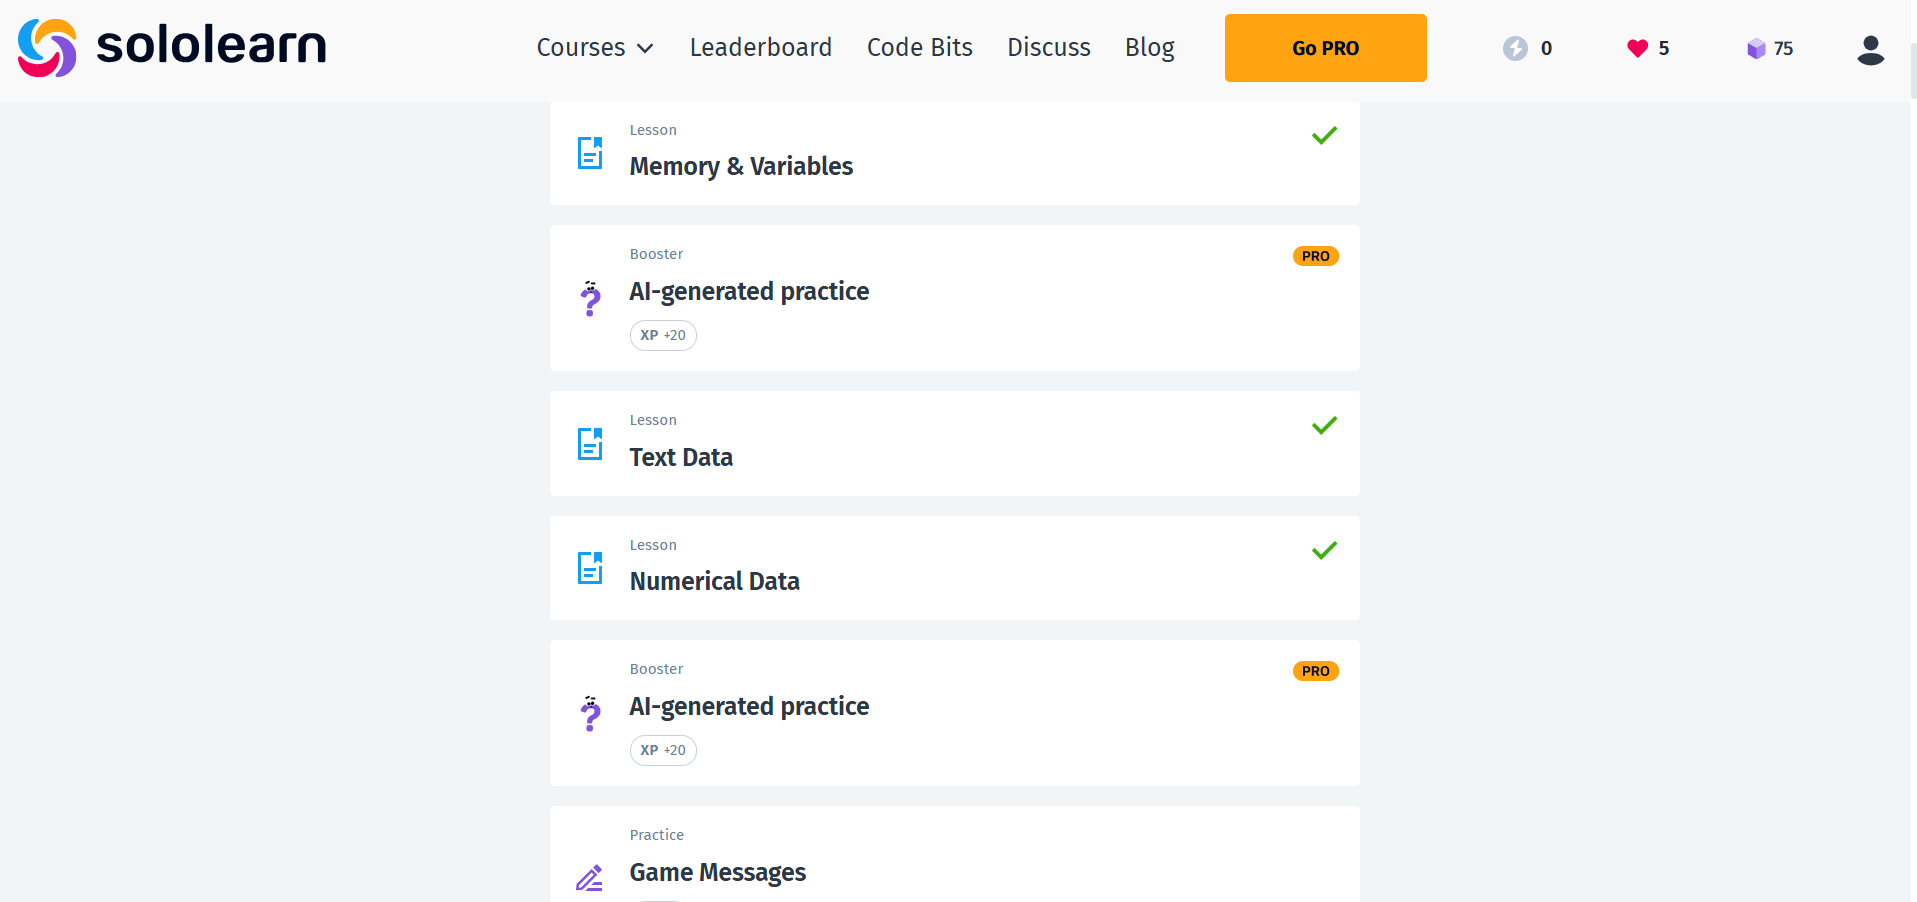 sololearn
Courses Leaderboard Code Bits Discuss Blog Go PRO 0 5 75
Lesson
Memory & Variables
Booster PRO
AI-generated practice
XP +20
Lesson
Text Data
Lesson
Numerical Data
Booster PRO
AI-generated practice
XP +20
Practice
Game Messages